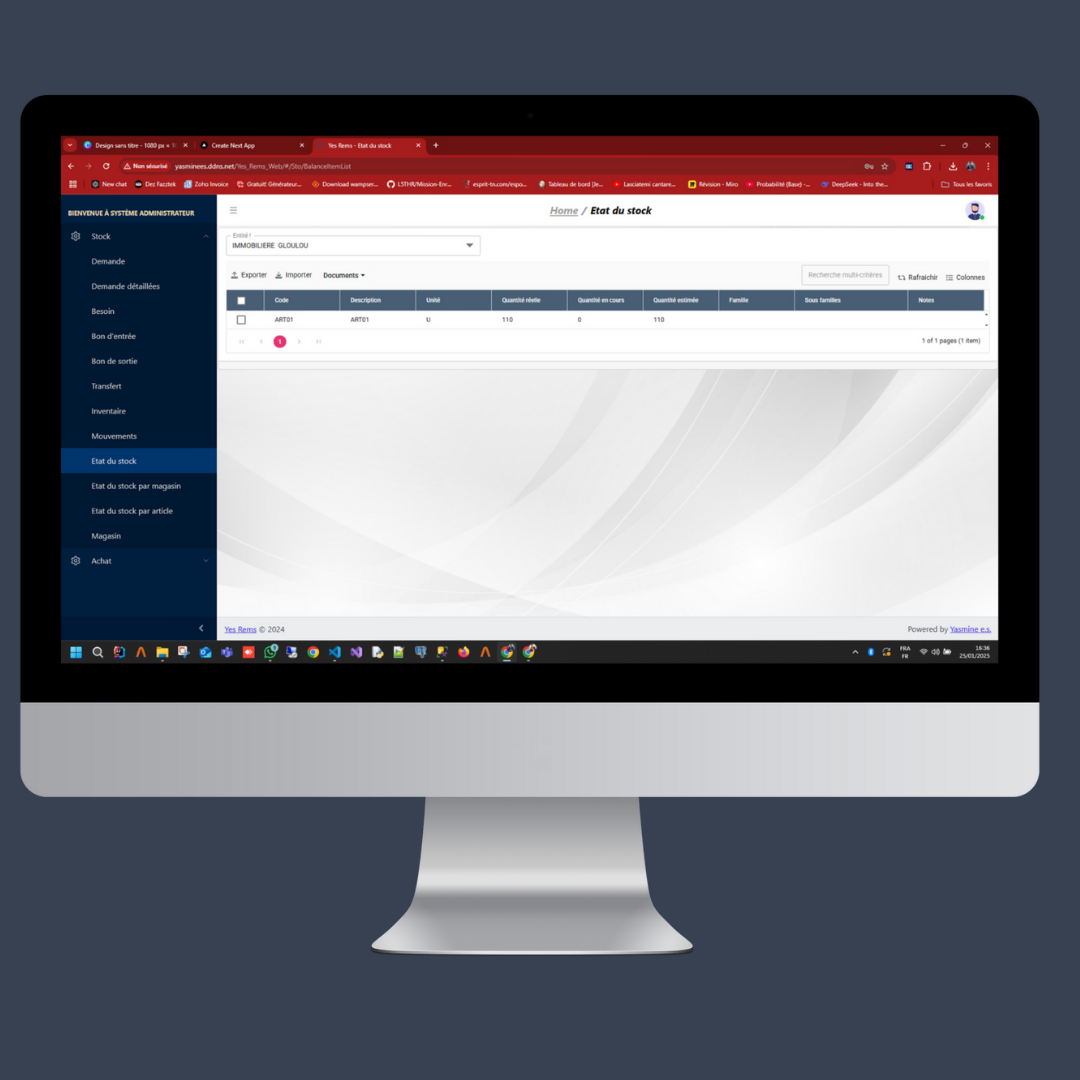 Design sans titre - 1080 px × 1
Create Next App
Yes Rems - Etat du stock
Non sécurisé yasminees.ddns.net/Yes_Rems_Web/#/Sto/BalanceItemList
New chat Dez Fazztek Zoho Invoice Gratuit Générateur... Download wampser... L5THR/Mission-Enc... esprit-tn.com/espo... Tableau de bord [Je... Lasciatemi cantare... Révision - Miro Probabilité (Base) -... DeepSeek - Into the... Tous les favoris
BIENVENUE À SYSTÈME ADMINISTRATEUR
Home / Etat du stock
Stock
Demande
Demande détaillées
Besoin
Bon d'entrée
Bon de sortie
Transfert
Inventaire
Mouvements
Etat du stock
Etat du stock par magasin
Etat du stock par article
Magasin
Achat
IMMOBILIERE GLOULOU
Exporter Importer Documents
Recherche multi-critères Rafraichir Colonnes
Code Description Unité Quantité réelle Quantité en cours Quantité estimée Famille Sous familles Notes
ART01 ART01 U 110 0 110
1
1 of 1 pages (1 item)
Yes Rems © 2024
Powered by Yasmine e.s.
FRA
FR
16:36
25/01/2025